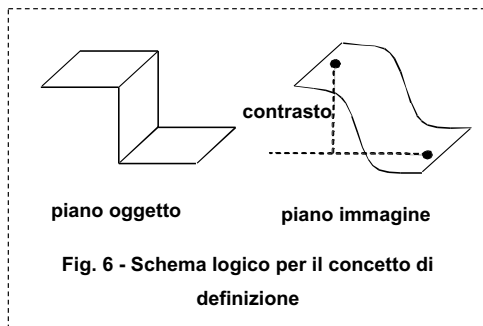 contrasto
piano oggetto
piano immagine
Fig. 6 - Schema logico per il concetto di
definizione